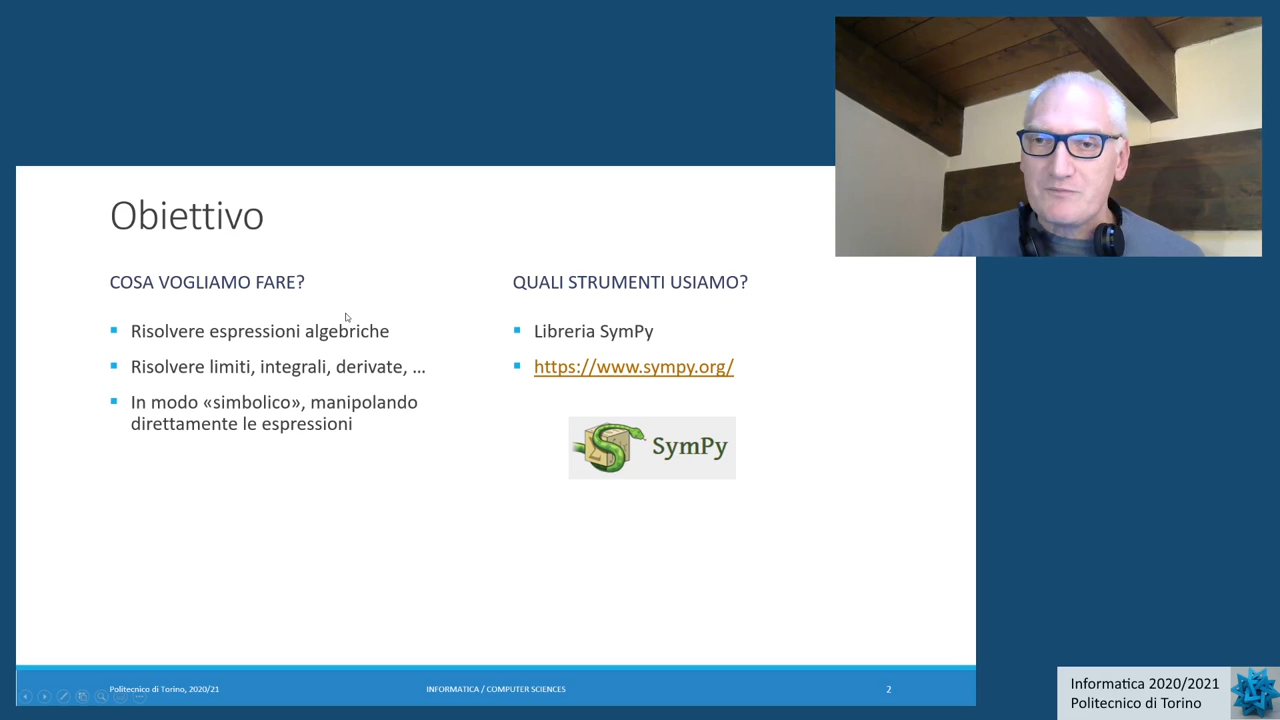 Obiettivo
COSA VOGLIAMO FARE?
Risolvere espressioni algebriche
Risolvere limiti, integrali, derivate, …
In modo «simbolico», manipolando
direttamente le espressioni
QUALI STRUMENTI USIAMO?
Libreria SymPy
https://www.sympy.org/
SymPy
Politecnico di Torino, 2020/21
INFORMATICA / COMPUTER SCIENCES
2
Informatica 2020/2021
Politecnico di Torino